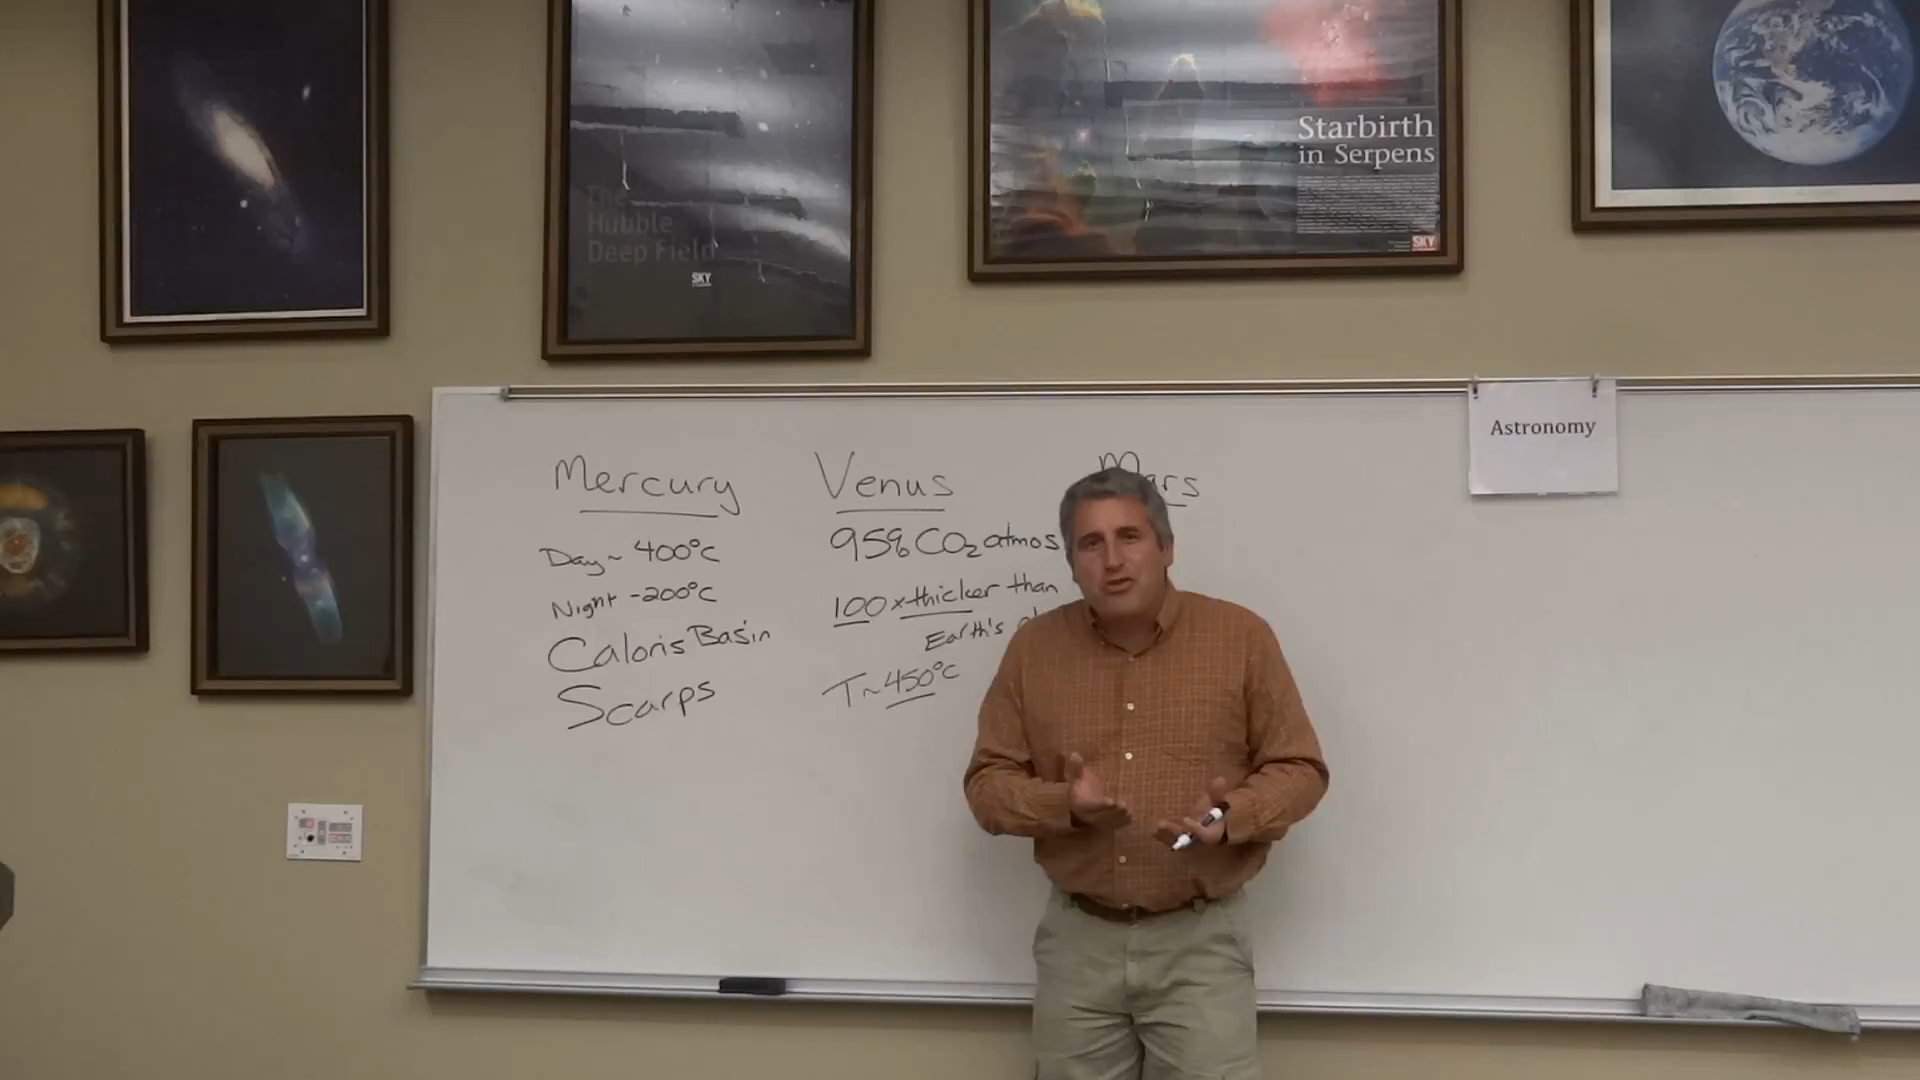 The
Hubble
Deep Field
SKY
Starbirth
in Serpens
SKY
Astronomy
Mercury
Day ~ 400°C
Night -200°C
Caloris Basin
Scarps
Venus
95% CO2 atmos
100 x thicker than
Earth's
T~450°C
Mars